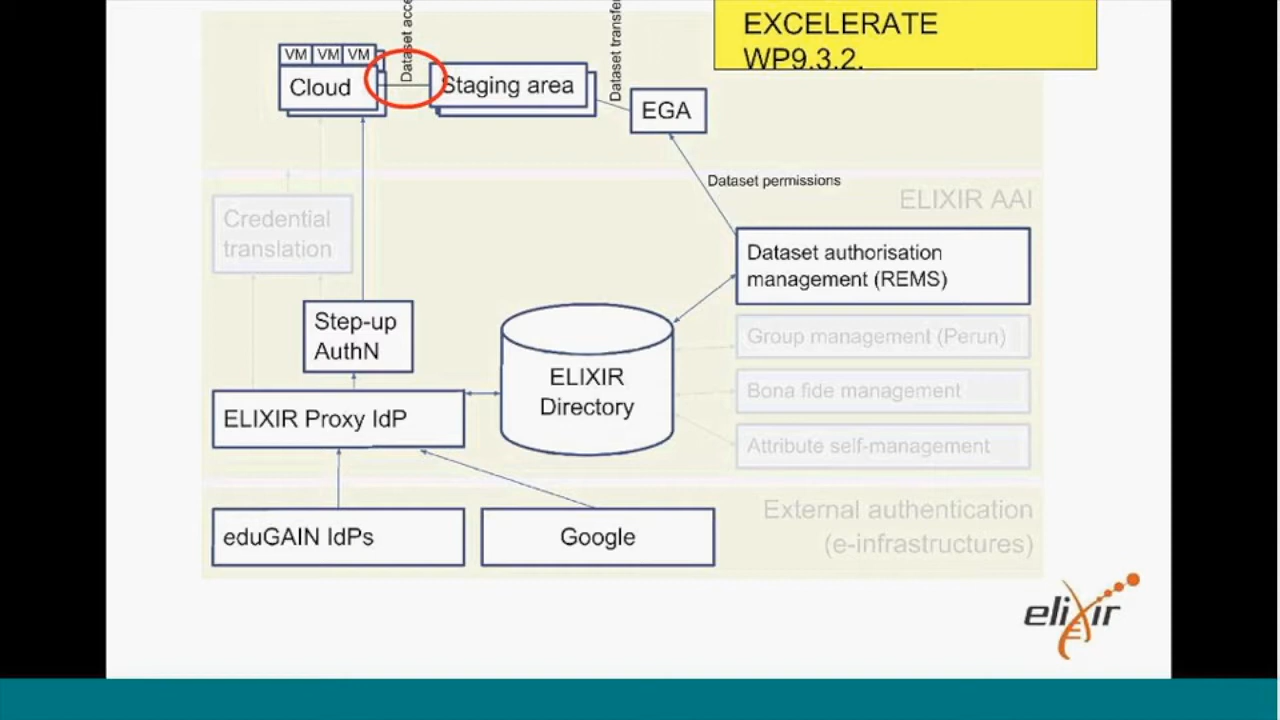 EXCELERATE
WP9.3.2.
VM VM VM
Cloud
Dataset
Staging area
Dataset
EGA
Dataset permissions
ELIXIR AAI
Credential
translation
Dataset authorisation
management (REMS)
Step-up
AuthN
Group management (Perun)
ELIXIR
Directory
Bona fide management
ELIXIR Proxy IdP
Attribute self-management
External authentication
(e-infrastructures)
eduGAIN IdPs
Google
elixir